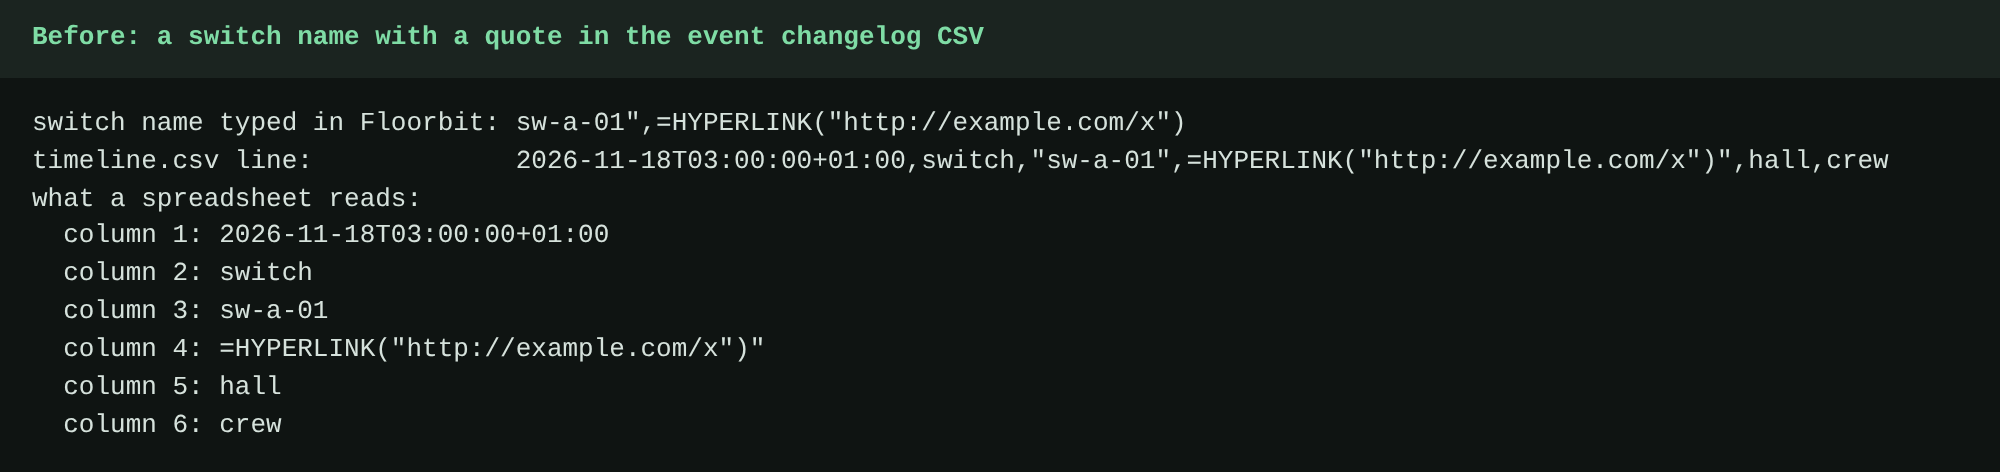 Before: a switch name with a quote in the event changelog CSV
switch name typed in Floorbit: sw-a-01",=HYPERLINK("http://example.com/x")
timeline.csv line:             2026-11-18T03:00:00+01:00,switch,"sw-a-01",=HYPERLINK("http://example.com/x")",hall,crew
what a spreadsheet reads:
  column 1: 2026-11-18T03:00:00+01:00
  column 2: switch
  column 3: sw-a-01
  column 4: =HYPERLINK("http://example.com/x")"
  column 5: hall
  column 6: crew